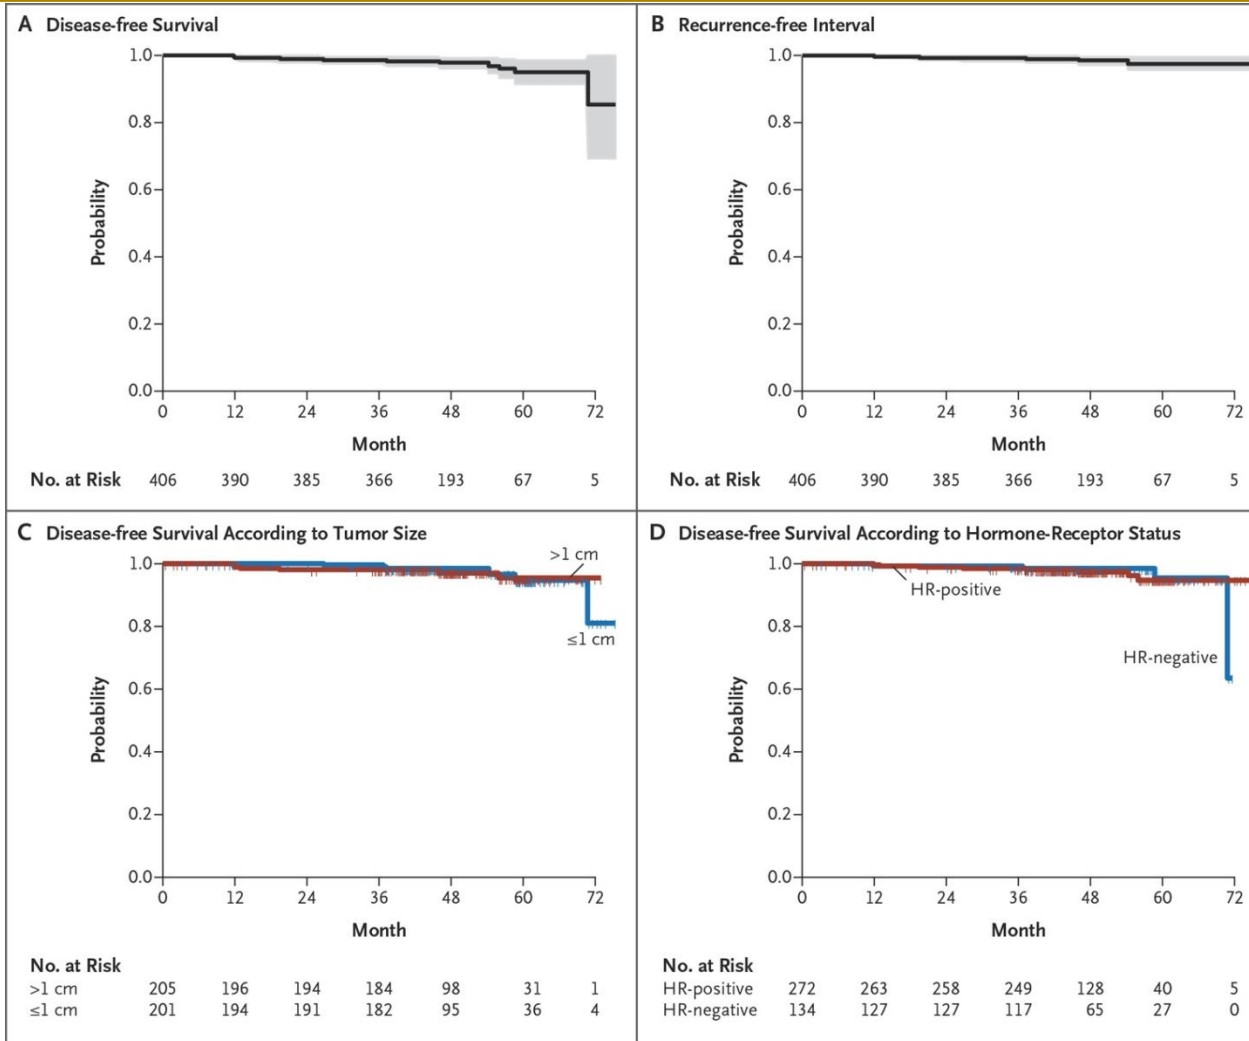 A Disease-free Survival
1.0
0.8
0.6
0.4
0.2
0.0
Probability
0 12 24 36 48 60 72
Month
No. at Risk 406 390 385 366 193 67 5
B Recurrence-free Interval
1.0
0.8
0.6
0.4
0.2
0.0
Probability
0 12 24 36 48 60 72
Month
No. at Risk 406 390 385 366 193 67 5
C Disease-free Survival According to Tumor Size
1.0
0.8
0.6
0.4
0.2
0.0
Probability
>1 cm
≤1 cm
0 12 24 36 48 60 72
Month
No. at Risk
>1 cm 205 196 194 184 98 31 1
≤1 cm 201 194 191 182 95 36 4
D Disease-free Survival According to Hormone-Receptor Status
1.0
0.8
0.6
0.4
0.2
0.0
Probability
HR-positive
HR-negative
0 12 24 36 48 60 72
Month
No. at Risk
HR-positive 272 263 258 249 128 40 5
HR-negative 134 127 127 117 65 27 0